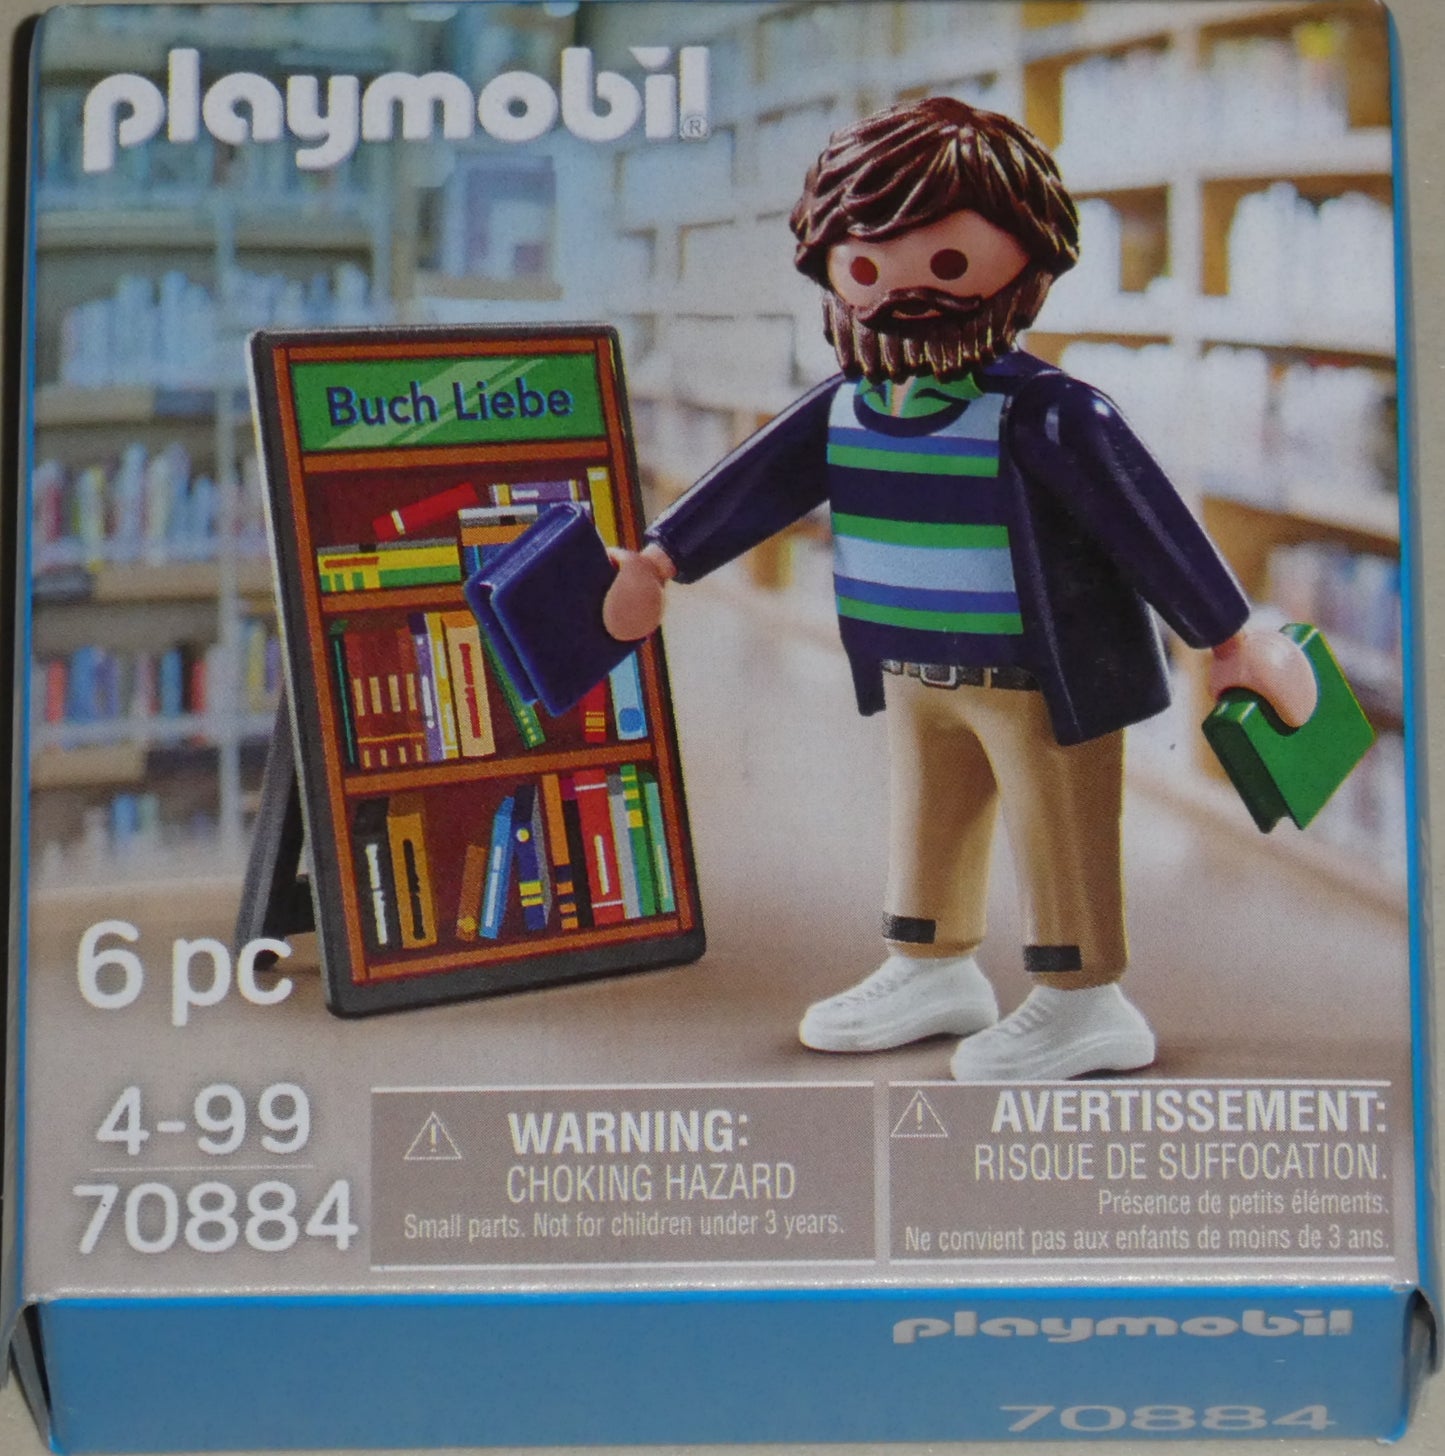 playmobil®
Buch Liebe
6 pc
4-99
70884
WARNING:
CHOKING HAZARD
Small parts. Not for children under 3 years.
AVERTISSEMENT:
RISQUE DE SUFFOCATION.
Présence de petits éléments.
Ne convient pas aux enfants de moins de 3 ans.
playmobil
70884